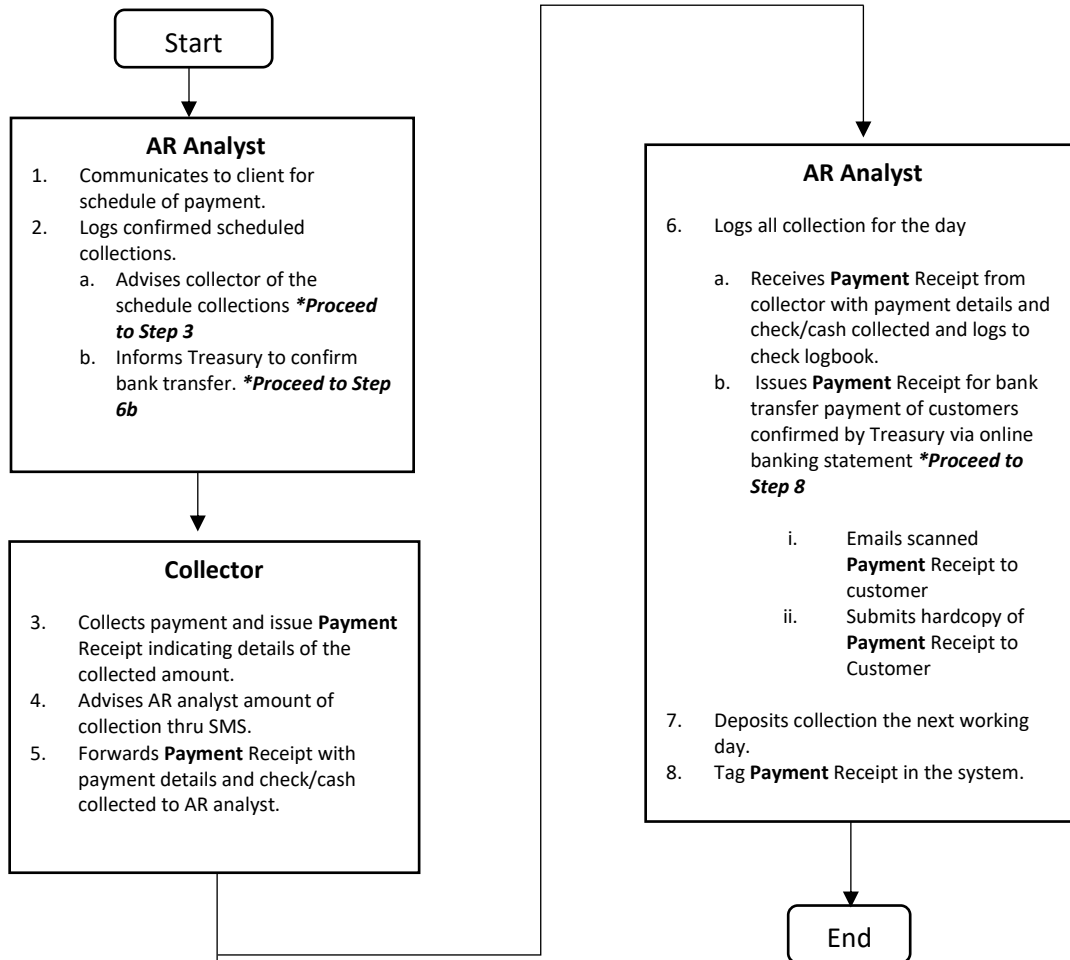 Start
AR Analyst
1. Communicates to client for
schedule of payment.
2. Logs confirmed scheduled
collections.
a. Advises collector of the
schedule collections *Proceed
to Step 3
b. Informs Treasury to confirm
bank transfer. *Proceed to Step
6b
Collector
3. Collects payment and issue Payment
Receipt indicating details of the
collected amount.
4. Advises AR analyst amount of
collection thru SMS.
5. Forwards Payment Receipt with
payment details and check/cash
collected to AR analyst.
AR Analyst
6. Logs all collection for the day
a. Receives Payment Receipt from
collector with payment details and
check/cash collected and logs to
check logbook.
b. Issues Payment Receipt for bank
transfer payment of customers
confirmed by Treasury via online
banking statement *Proceed to
Step 8
i. Emails scanned
Payment Receipt to
customer
ii. Submits hardcopy of
Payment Receipt to
Customer
7. Deposits collection the next working
day.
8. Tag Payment Receipt in the system.
End